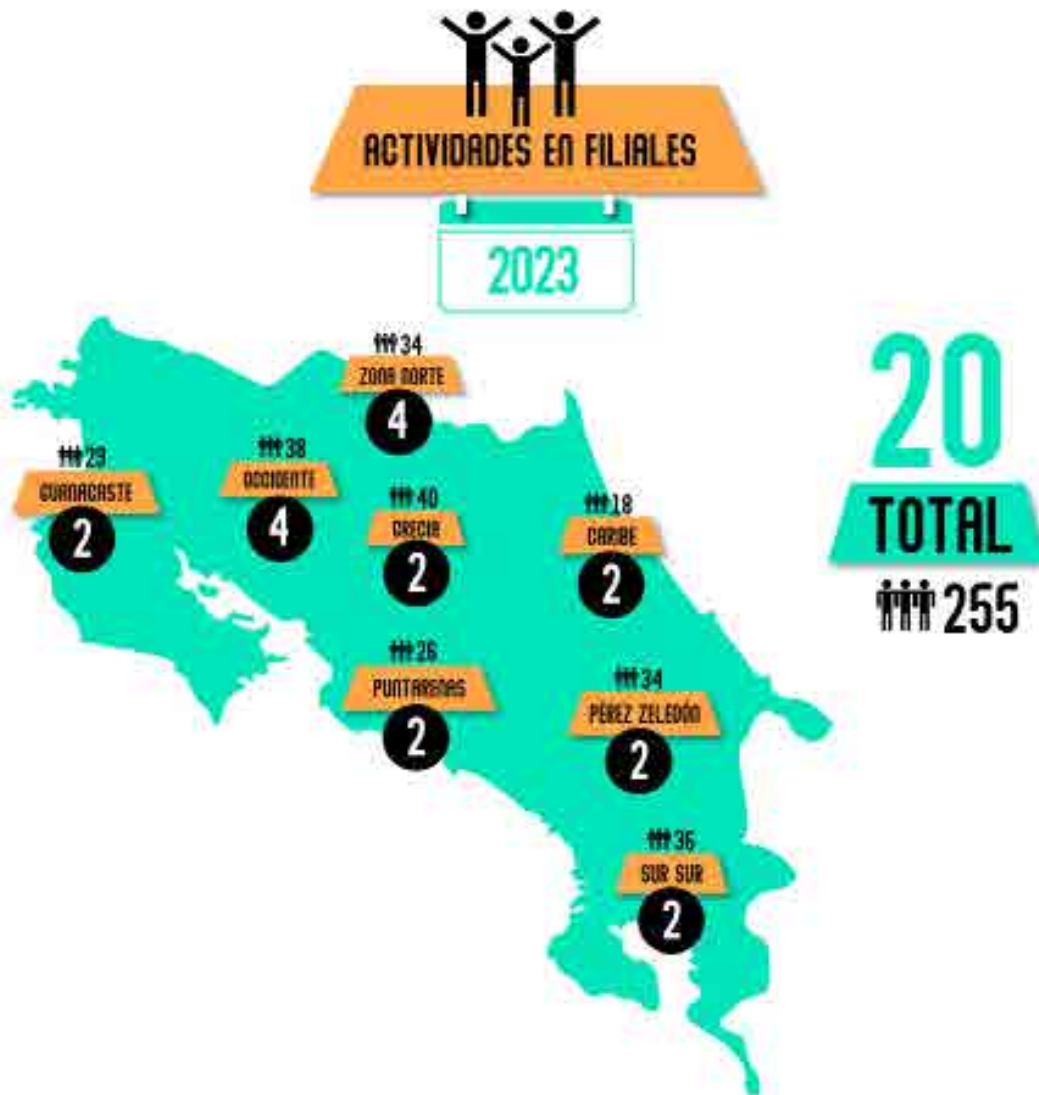 ACTIVIDADES EN FILIALES
2023
34
ZONA NORTE
4
29
GUANACASTE
2
38
OCCIDENTE
4
40
GRECIA
2
18
CARIBE
2
26
PUNTARENAS
2
34
PÉREZ ZELEDÓN
2
36
SUR SUR
2
20
TOTAL
255